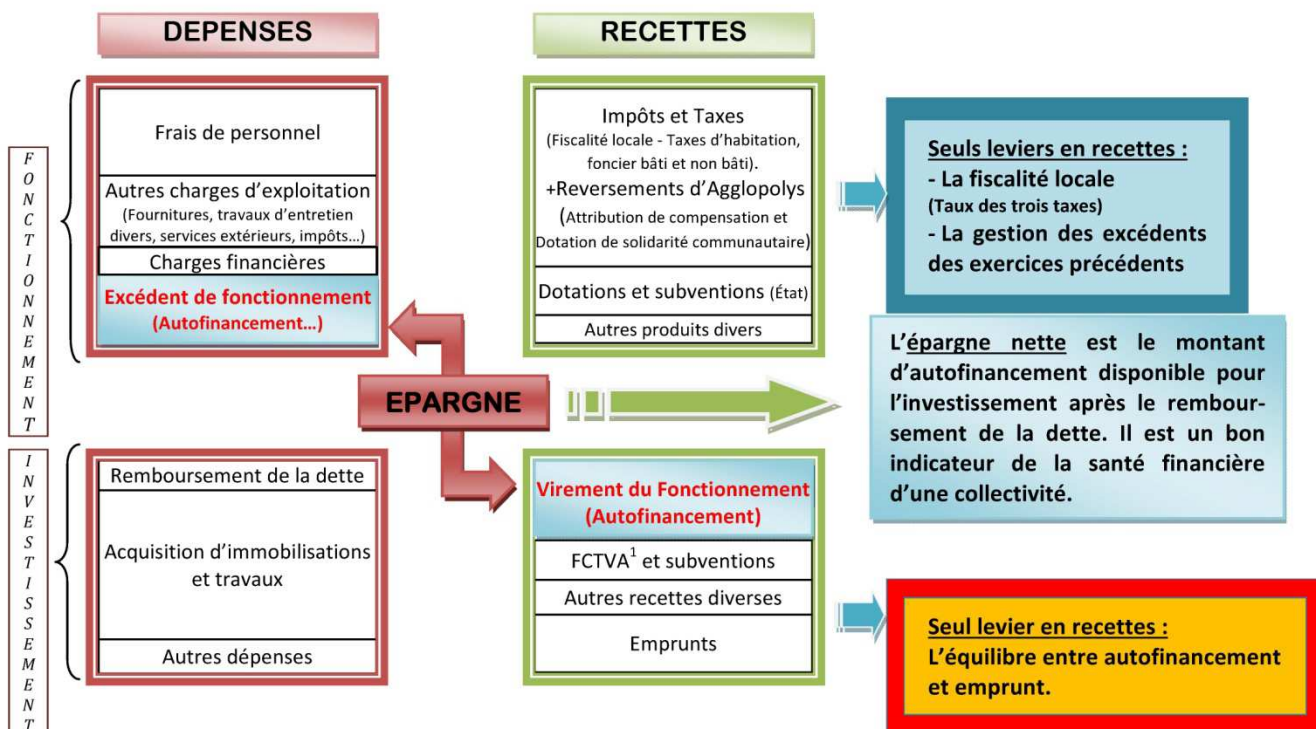 DEPENSES
RECETTES
FONCTIONNEMENT
Frais de personnel
Autres charges d'exploitation
(Fournitures, travaux d'entretien
divers, services extérieurs, impôts…)
Charges financières
Excédent de fonctionnement
(Autofinancement…)
Impôts et Taxes
(Fiscalité locale - Taxes d'habitation,
foncier bâti et non bâti).
+Reversements d'Agglopolys
(Attribution de compensation et
Dotation de solidarité communautaire)
Dotations et subventions (État)
Autres produits divers
Seuls leviers en recettes :
- La fiscalité locale
(Taux des trois taxes)
- La gestion des excédents
des exercices précédents
EPARGNE
L'épargne nette est le montant
d'autofinancement disponible pour
l'investissement après le rembour-
sement de la dette. Il est un bon
indicateur de la santé financière
d'une collectivité.
INVESTISSEMENT
Remboursement de la dette
Acquisition d'immobilisations
et travaux
Autres dépenses
Virement du Fonctionnement
(Autofinancement)
FCTVA¹ et subventions
Autres recettes diverses
Emprunts
Seul levier en recettes :
L'équilibre entre autofinancement
et emprunt.